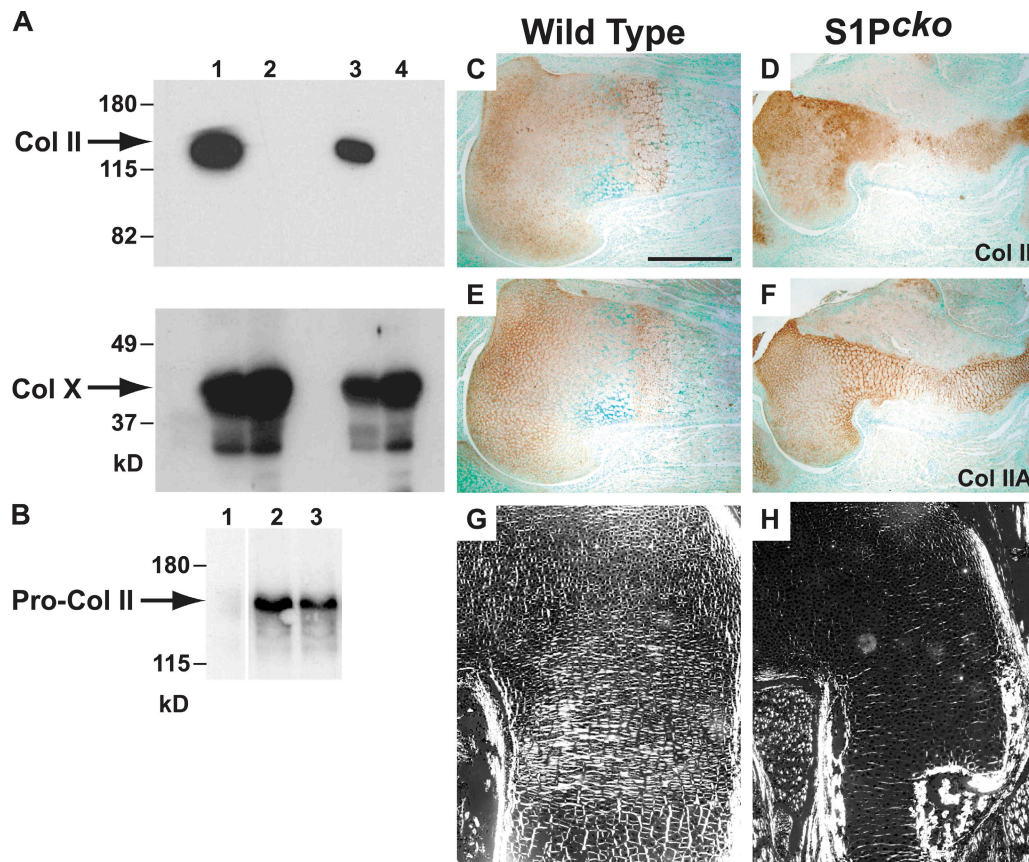 A
Wild Type
S1Pcko
1 2 3 4
180
Col II
115
82
C
D
Col II
49
Col X
37
kD
E
F
Col IIA
B
1 2 3
180
Pro-Col II
115
kD
G
H